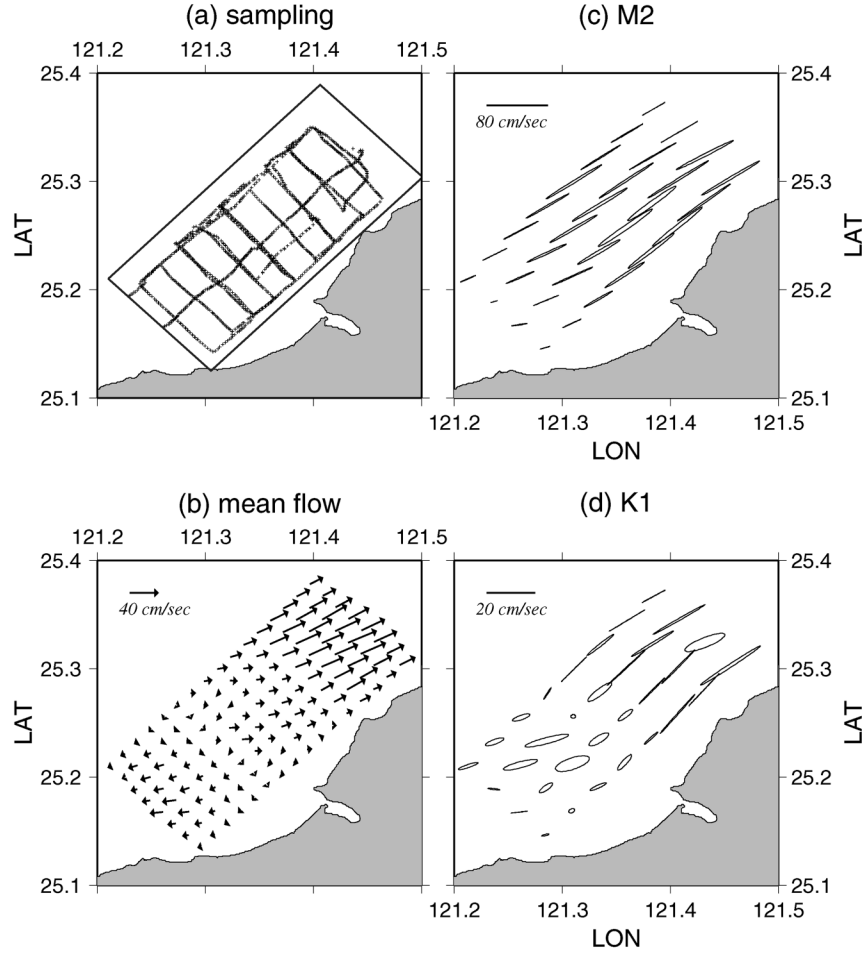 (a) sampling
121.2 121.3 121.4 121.5
25.4
25.3
25.2
25.1
LAT
(c) M2
80 cm/sec
25.4
25.3
25.2
25.1
LAT
121.2 121.3 121.4 121.5
LON
(b) mean flow
121.2 121.3 121.4 121.5
40 cm/sec
25.4
25.3
25.2
25.1
LAT
(d) K1
20 cm/sec
25.4
25.3
25.2
25.1
LAT
121.2 121.3 121.4 121.5
LON